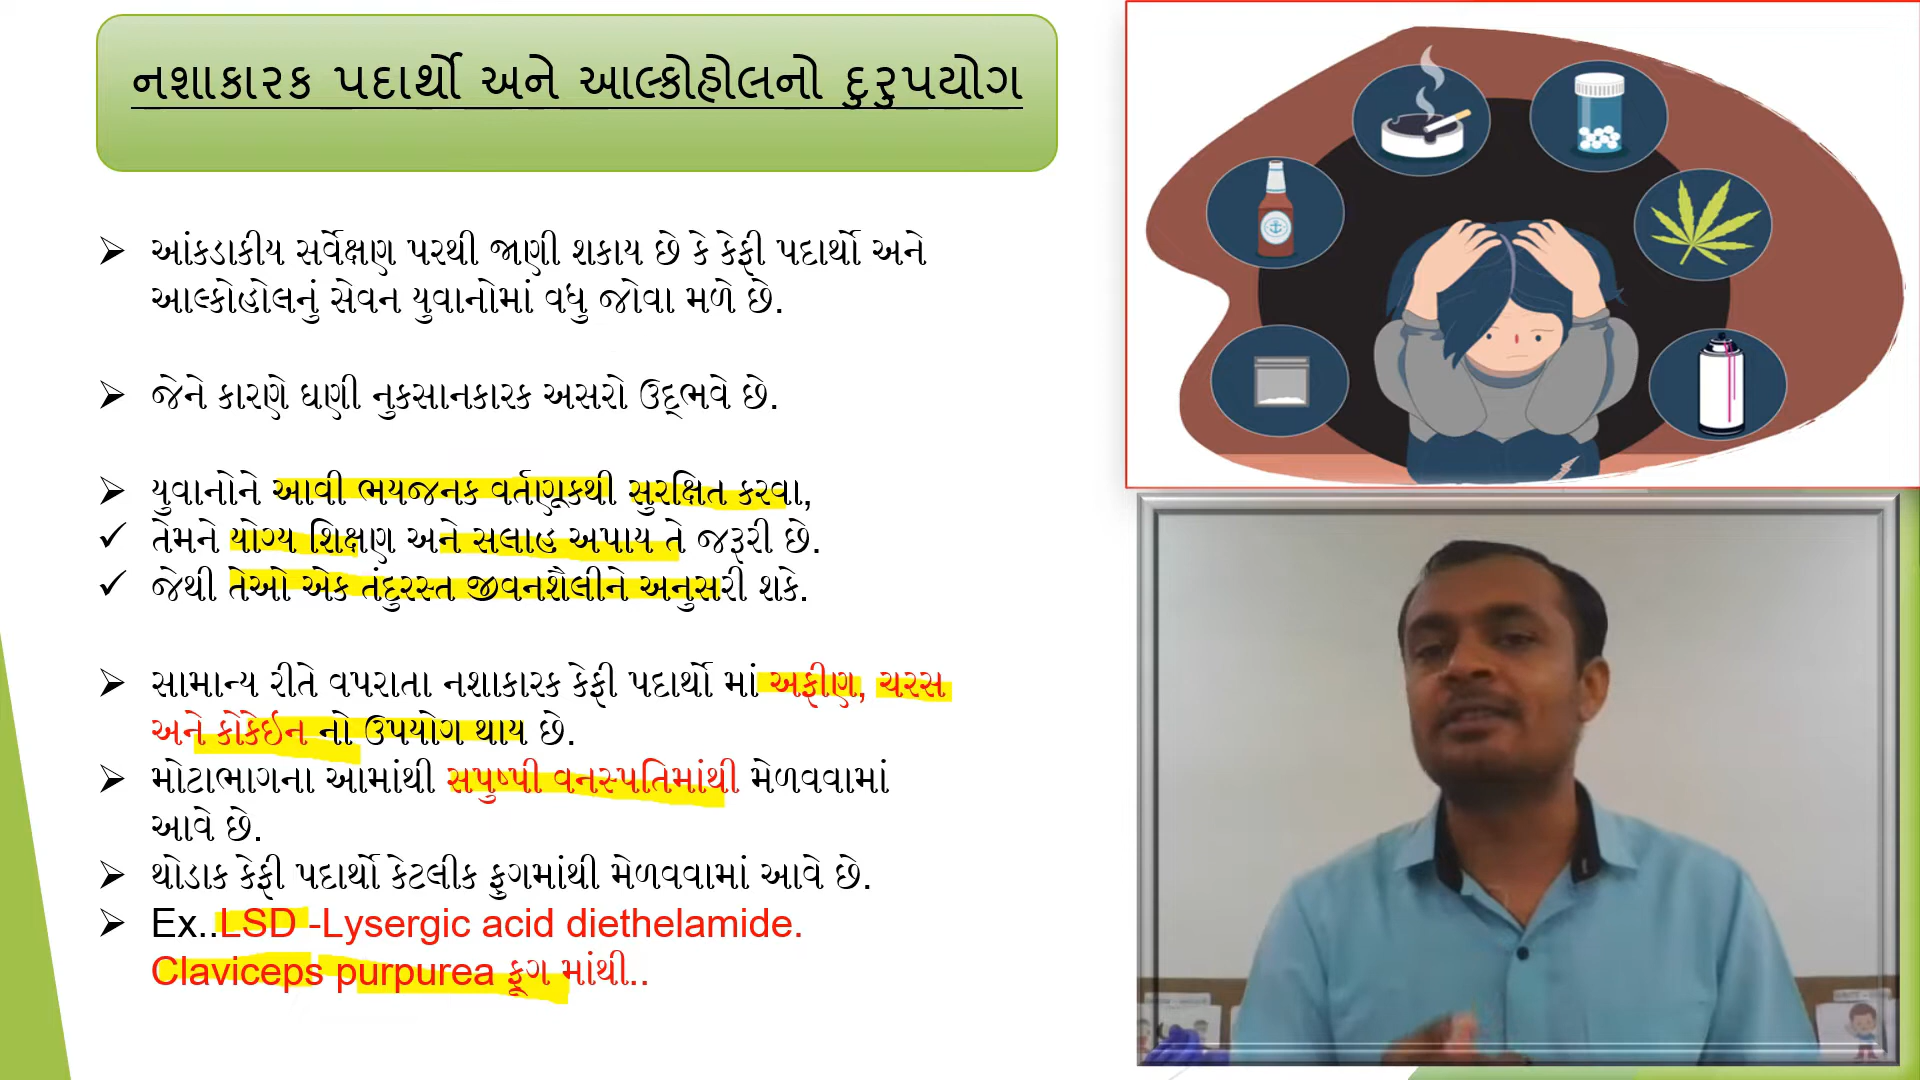 નશાકારક પદાર્થો અને આલ્કોહોલનો દુરુપયોગ
➢ આંકડાકીય સર્વેક્ષણ પરથી જાણી શકાય છે કે કેફી પદાર્થો અને
આલ્કોહોલનું સેવન યુવાનોમાં વધુ જોવા મળે છે.
➢ જેને કારણે ઘણી નુકસાનકારક અસરો ઉદ્ભવે છે.
➢ યુવાનોને આવી ભયજનક વર્તણૂકથી સુરક્ષિત કરવા,
✓ તેમને યોગ્ય શિક્ષણ અને સલાહ અપાય તે જરૂરી છે.
✓ જેથી તેઓ એક તંદુરસ્ત જીવનશૈલીને અનુસરી શકે.
➢ સામાન્ય રીતે વપરાતા નશાકારક કેફી પદાર્થો માં અફીણ, ચરસ
અને કોકેઇન નો ઉપયોગ થાય છે.
➢ મોટાભાગના આમાંથી સપુષ્પી વનસ્પતિમાંથી મેળવવામાં
આવે છે.
➢ થોડાક કેફી પદાર્થો કેટલીક ફુગમાંથી મેળવવામાં આવે છે.
➢ Ex..LSD -Lysergic acid diethelamide.
Claviceps purpurea ફૂગ માંથી..